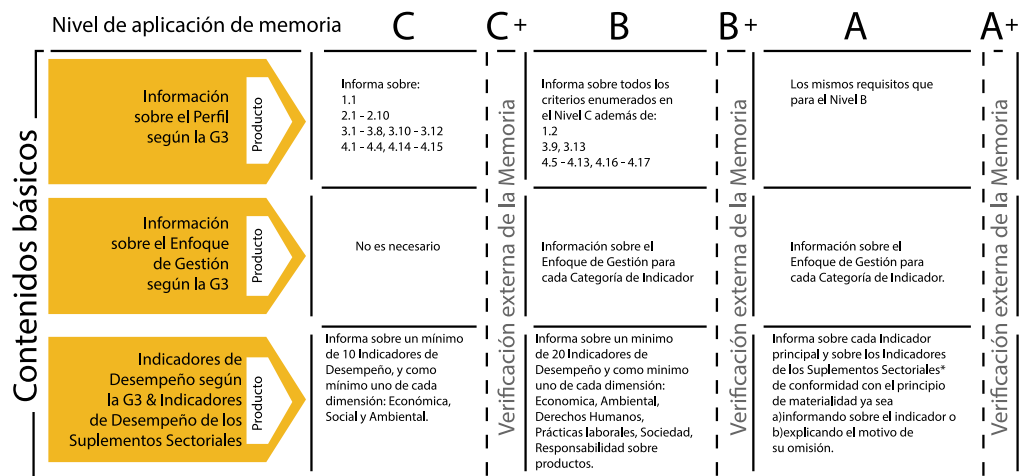 Nivel de aplicación de memoria
C
C+
B
B+
A
A+
Contenidos básicos
Información
sobre el Perfil
según la G3
Producto
Informa sobre:
1.1
2.1 – 2.10
3.1 – 3.8, 3.10 – 3.12
4.1 – 4.4, 4.14 – 4.15
Informa sobre todos los
criterios enumerados en
el Nivel C además de:
1.2
3.9, 3.13
4.5 – 4.13, 4.16 – 4.17
Los mismos requisitos que
para el Nivel B
Información
sobre el Enfoque
de Gestión
según la G3
Producto
No es necesario
Información sobre el
Enfoque de Gestión para
cada Categoría de Indicador
Información sobre el
Enfoque de Gestión para
cada Categoría de Indicador.
Indicadores de
Desempeño según
la G3 & Indicadores
de Desempeño de los
Suplementos Sectoriales
Producto
Informa sobre un mínimo
de 10 Indicadores de
Desempeño, y como
mínimo uno de cada
dimensión: Económica,
Social y Ambiental.
Informa sobre un minimo
de 20 Indicadores de
Desempeño y como minimo
uno de cada dimensión:
Economica, Ambiental,
Derechos Humanos,
Prácticas laborales, Sociedad,
Responsabilidad sobre
productos.
Informa sobre cada Indicador
principal y sobre los Indicadores
de los Suplementos Sectoriales*
de conformidad con el principio
de materialidad ya sea
a)informando sobre el indicador o
b)explicando el motivo de
su omisión.
Verificación externa de la Memoria
Verificación externa de la Memoria
Verificación externa de la Memoria